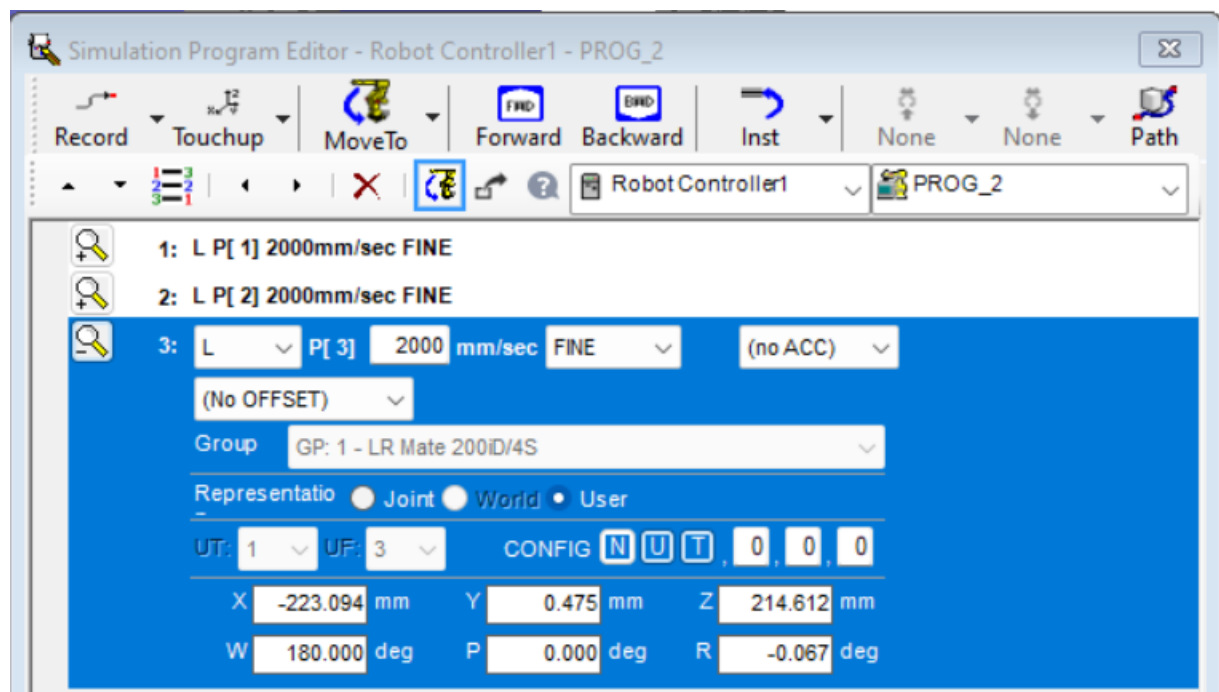 Simulation Program Editor - Robot Controller1 - PROG_2
Record Touchup MoveTo FWD Forward BWD Backward Inst None None Path
Robot Controller1 PROG_2
1: L P[ 1] 2000mm/sec FINE
2: L P[ 2] 2000mm/sec FINE
3: L P[ 3] 2000 mm/sec FINE (no ACC)
(No OFFSET)
Group GP: 1 - LR Mate 200iD/4S
Representatio Joint World User
UT: 1 UF: 3 CONFIG N U T , 0 , 0 , 0
X -223.094 mm Y 0.475 mm Z 214.612 mm
W 180.000 deg P 0.000 deg R -0.067 deg